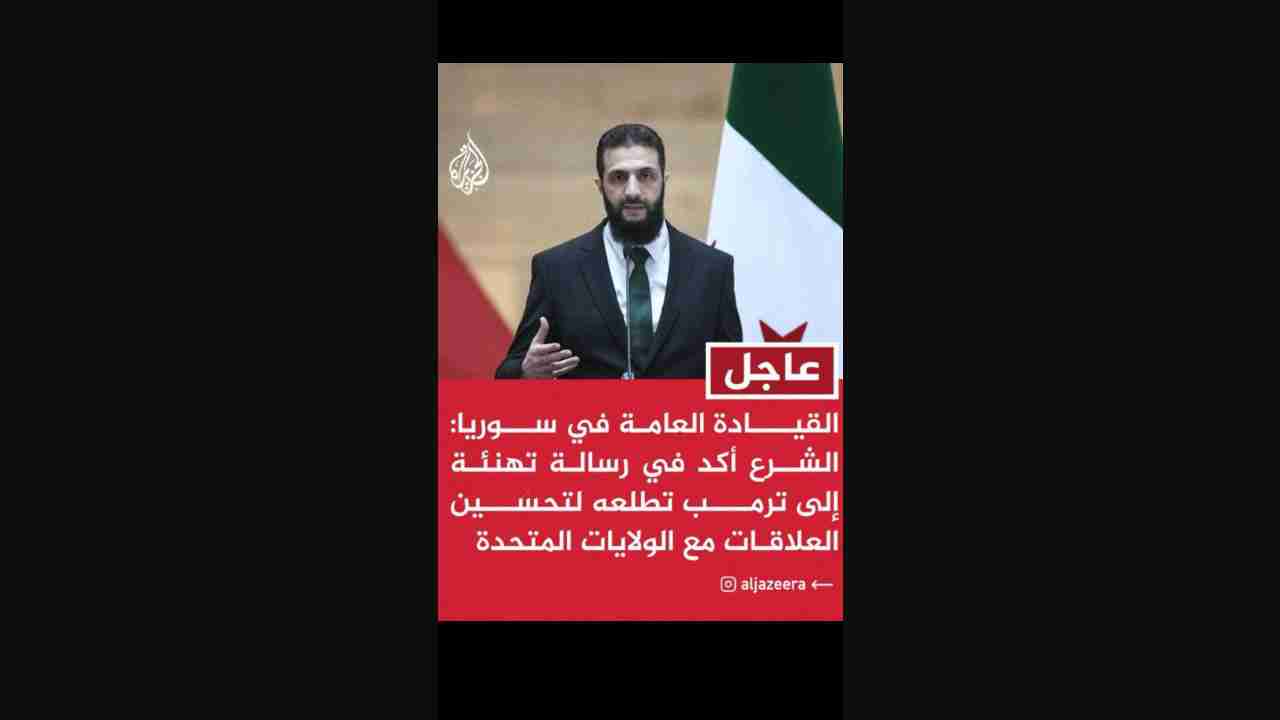 عاجل
القيادة العامة في سوريا:
الشرع أكد في رسالة تهنئة
إلى ترمب تطلعه لتحسين
العلاقات مع الولايات المتحدة
aljazeera
الجزيرة